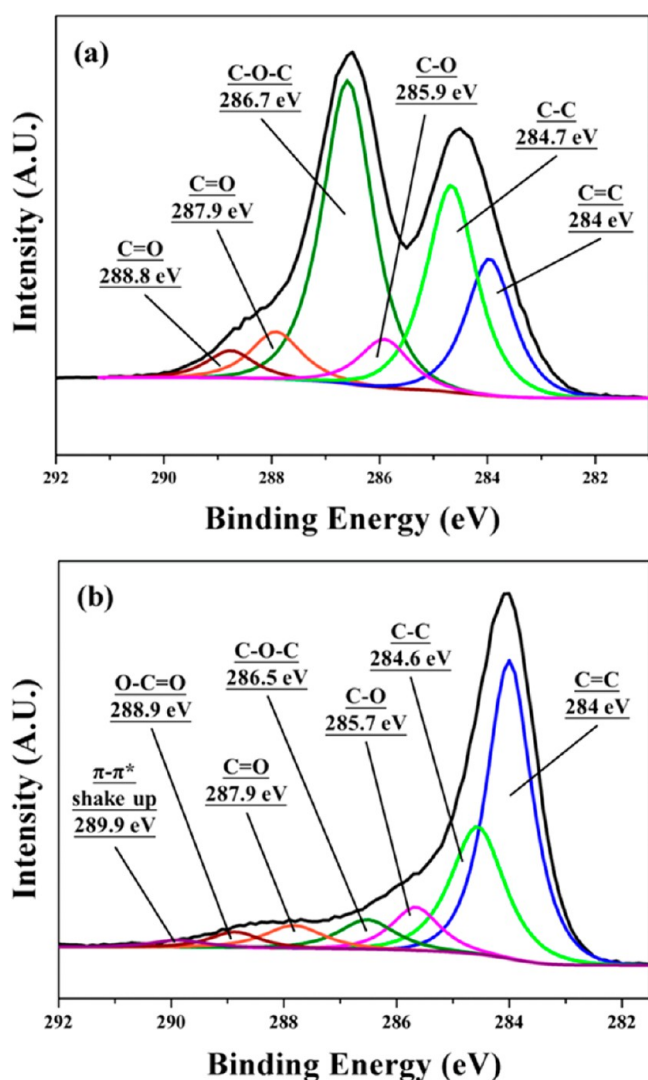 (a)
C-O-C
286.7 eV
C-O
285.9 eV
C-C
284.7 eV
C=O
287.9 eV
C=C
284 eV
C=O
288.8 eV
Intensity (A.U.)
292
290
288
286
284
282
Binding Energy (eV)
(b)
C-C
284.6 eV
C-O-C
286.5 eV
C=C
284 eV
O-C=O
288.9 eV
C-O
285.7 eV
C=O
287.9 eV
π-π*
shake up
289.9 eV
Intensity (A.U.)
292
290
288
286
284
282
Binding Energy (eV)